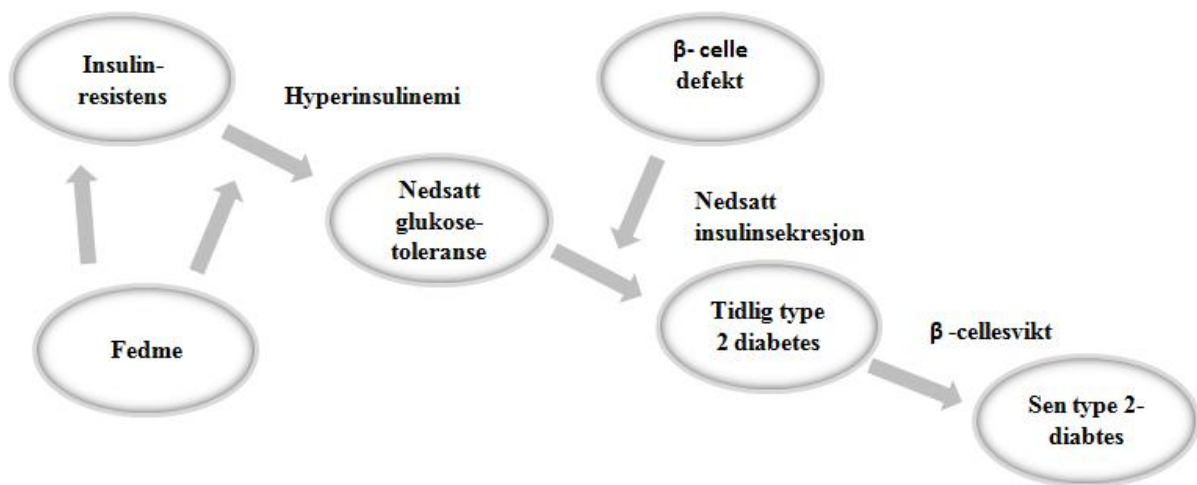 Insulin-
resistens
Hyperinsulinemi
β- celle
defekt
Nedsatt
glukose-
toleranse
Nedsatt
insulinsekresjon
Fedme
Tidlig type
2 diabetes
β -cellesvikt
Sen type 2-
diabtes